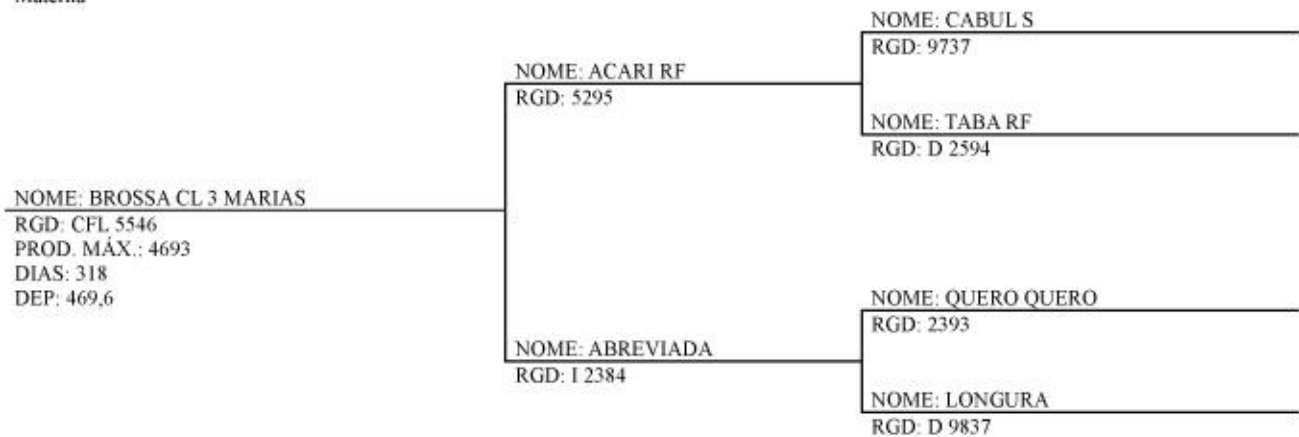 Materna
NOME: CABUL S
RGD: 9737
NOME: ACARI RF
RGD: 5295
NOME: TABA RF
RGD: D 2594
NOME: BROSSA CL 3 MARIAS
RGD: CFL 5546
PROD. MÁX.: 4693
DIAS: 318
DEP: 469,6
NOME: QUERO QUERO
RGD: 2393
NOME: ABREVIADA
RGD: I 2384
NOME: LONGURA
RGD: D 9837